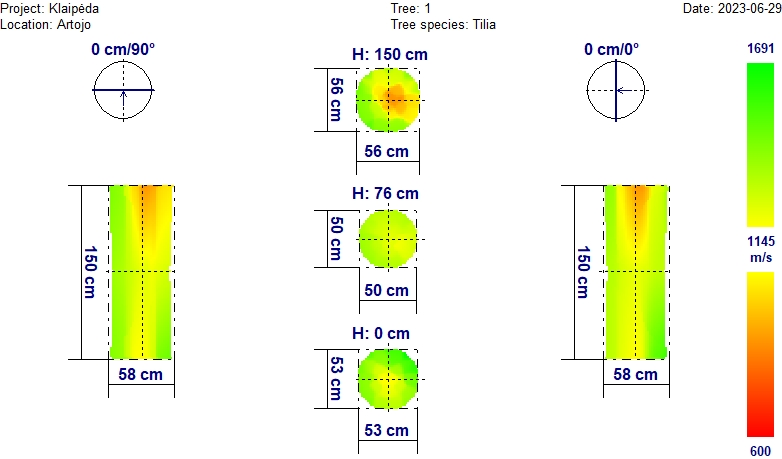 Project: Klaipéda
Tree: 1
Date: 2023-06-29
Location: Artojo
Tree species: Tilia
0 cm/90°
H: 150 cm
0 cm/0°
1691
56 cm
56 cm
H: 76 cm
50 cm
50 cm
150 cm
150 cm
1145
m/s
H: 0 cm
53 cm
53 cm
58 cm
58 cm
600